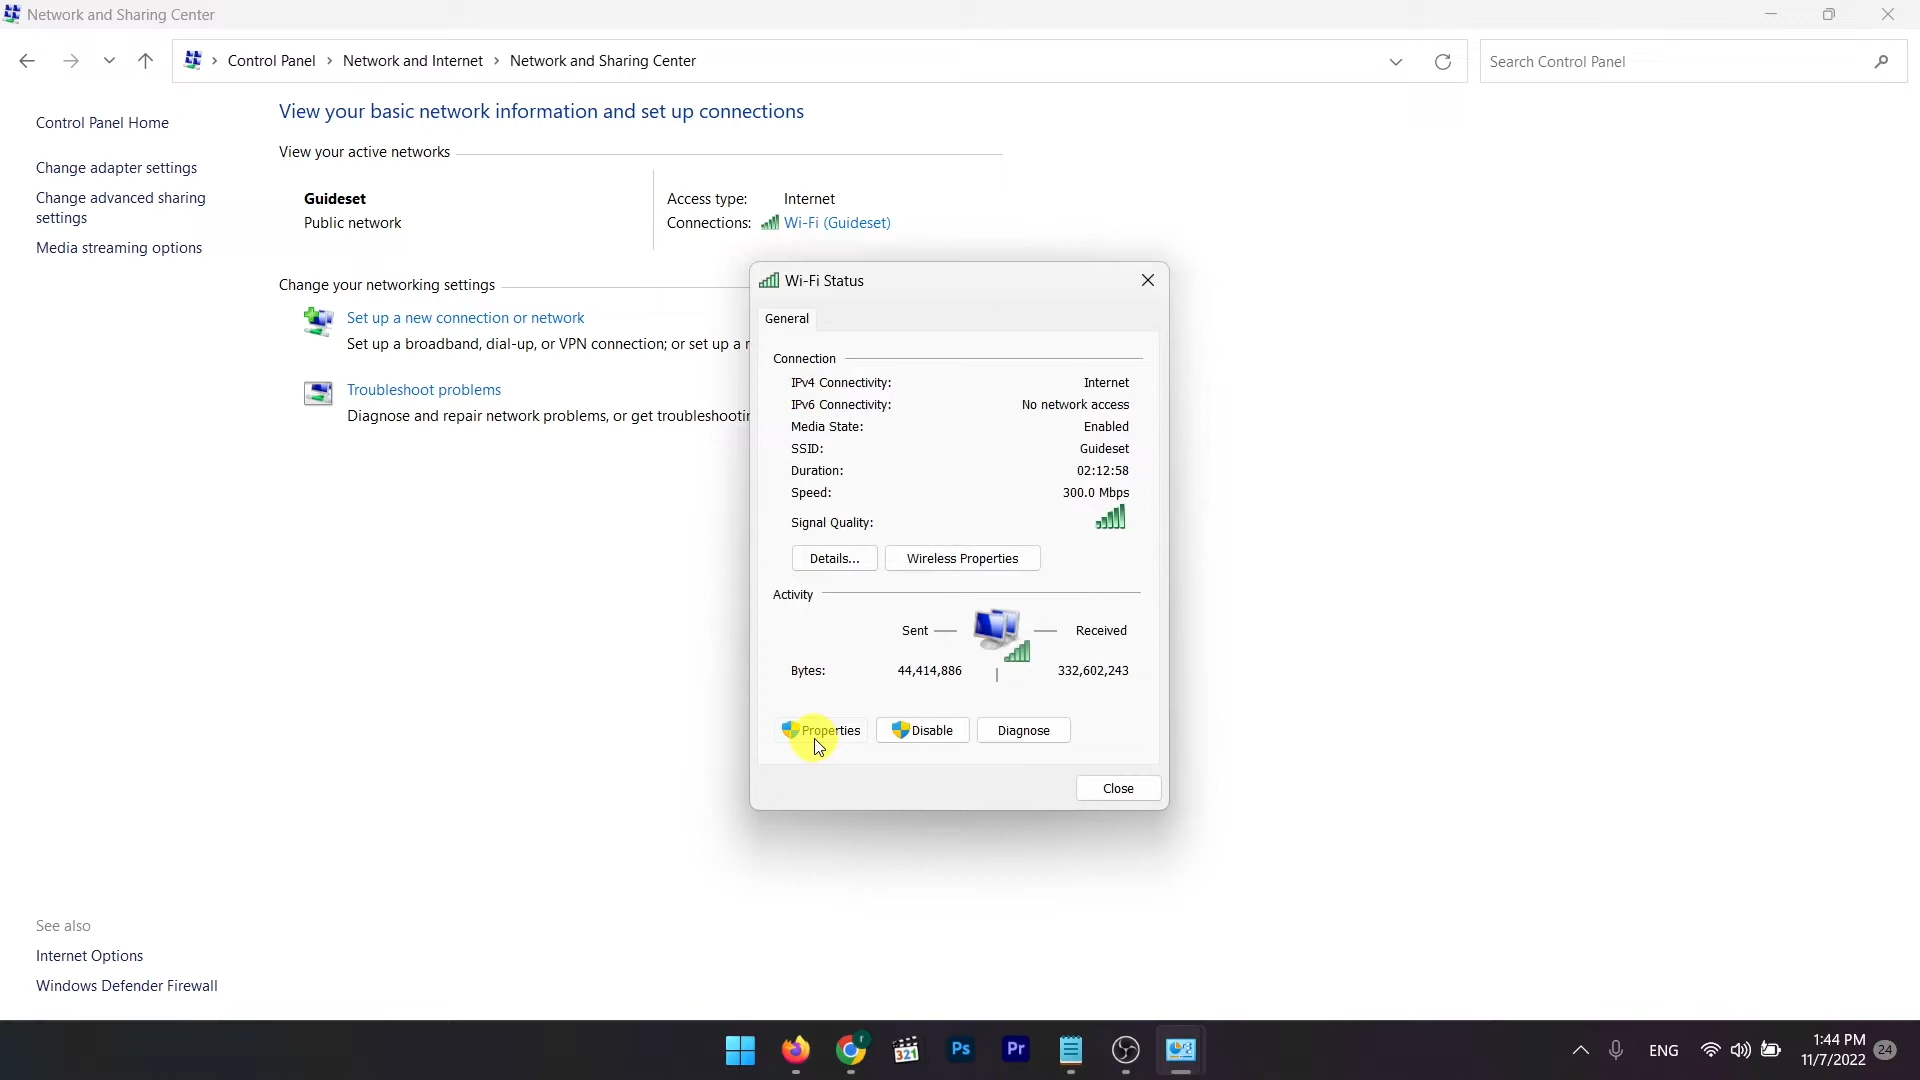 Network and Sharing Center
Control Panel > Network and Internet > Network and Sharing Center
Search Control Panel
Control Panel Home
Change adapter settings
Change advanced sharing
settings
Media streaming options
View your basic network information and set up connections
View your active networks
Guideset
Public network
Access type: Internet
Connections: Wi-Fi (Guideset)
Change your networking settings
Set up a new connection or network
Set up a broadband, dial-up, or VPN connection; or set up a r
Troubleshoot problems
Diagnose and repair network problems, or get troubleshootin
Wi-Fi Status
General
Connection
IPv4 Connectivity: Internet
IPv6 Connectivity: No network access
Media State: Enabled
SSID: Guideset
Duration: 02:12:58
Speed: 300.0 Mbps
Signal Quality:
Details... Wireless Properties
Activity
Sent Received
Bytes: 44,414,886 332,602,243
Properties Disable Diagnose
Close
See also
Internet Options
Windows Defender Firewall
r
321
Ps
Pr
ENG
1:44 PM
11/7/2022
24